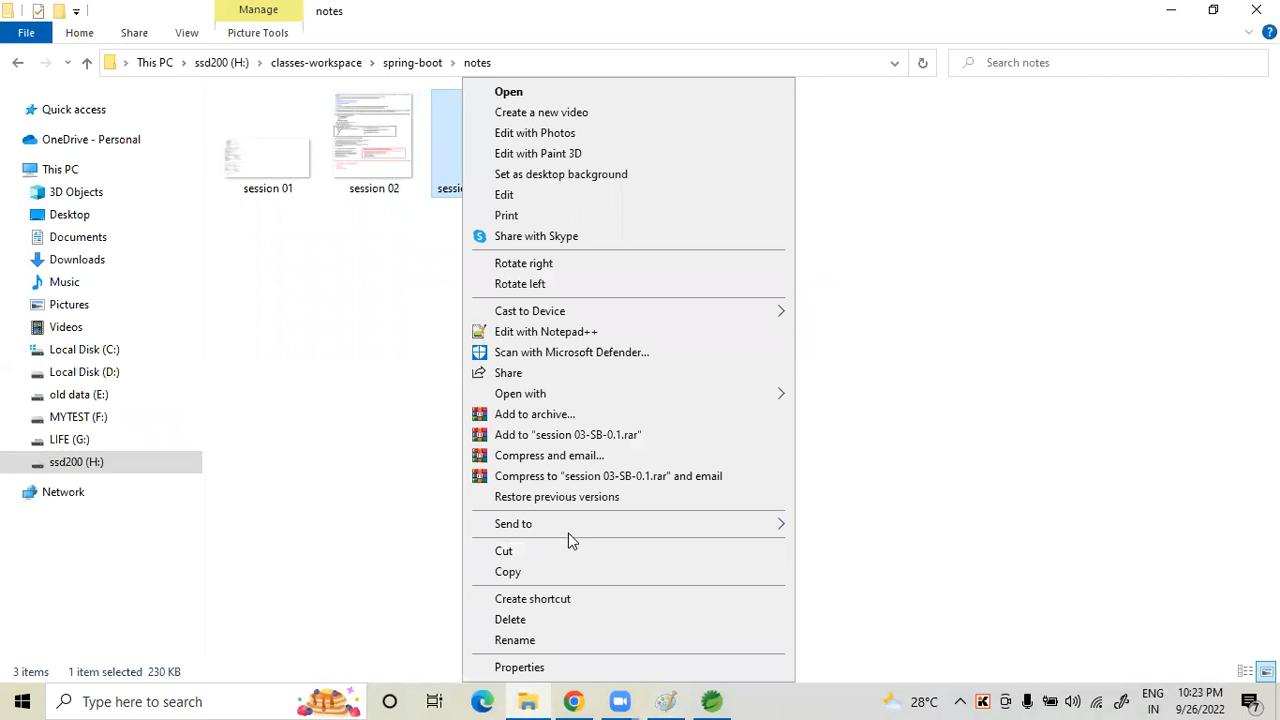 Manage
notes
File
Home
Share
View
Picture Tools
This PC
ssd200 (H:)
classes-workspace
spring-boot
notes
Search notes
Quick access
OneDrive - Personal
This PC
3D Objects
Desktop
Documents
Downloads
Music
Pictures
Videos
Local Disk (C:)
Local Disk (D:)
old data (E:)
MYTEST (F:)
LIFE (G:)
ssd200 (H:)
Network
session 01
session 02
Open
Create a new video
Edit with Photos
Edit with Paint 3D
Set as desktop background
Edit
Print
Share with Skype
Rotate right
Rotate left
Cast to Device
Edit with Notepad++
Scan with Microsoft Defender...
Share
Open with
Add to archive...
Add to "session 03-SB-0.1.rar"
Compress and email...
Compress to "session 03-SB-0.1.rar" and email
Restore previous versions
Send to
Cut
Copy
Create shortcut
Delete
Rename
Properties
3 items
1 item selected 230 KB
Type here to search
28°C
ENG
IN
10:23 PM
9/26/2022
7